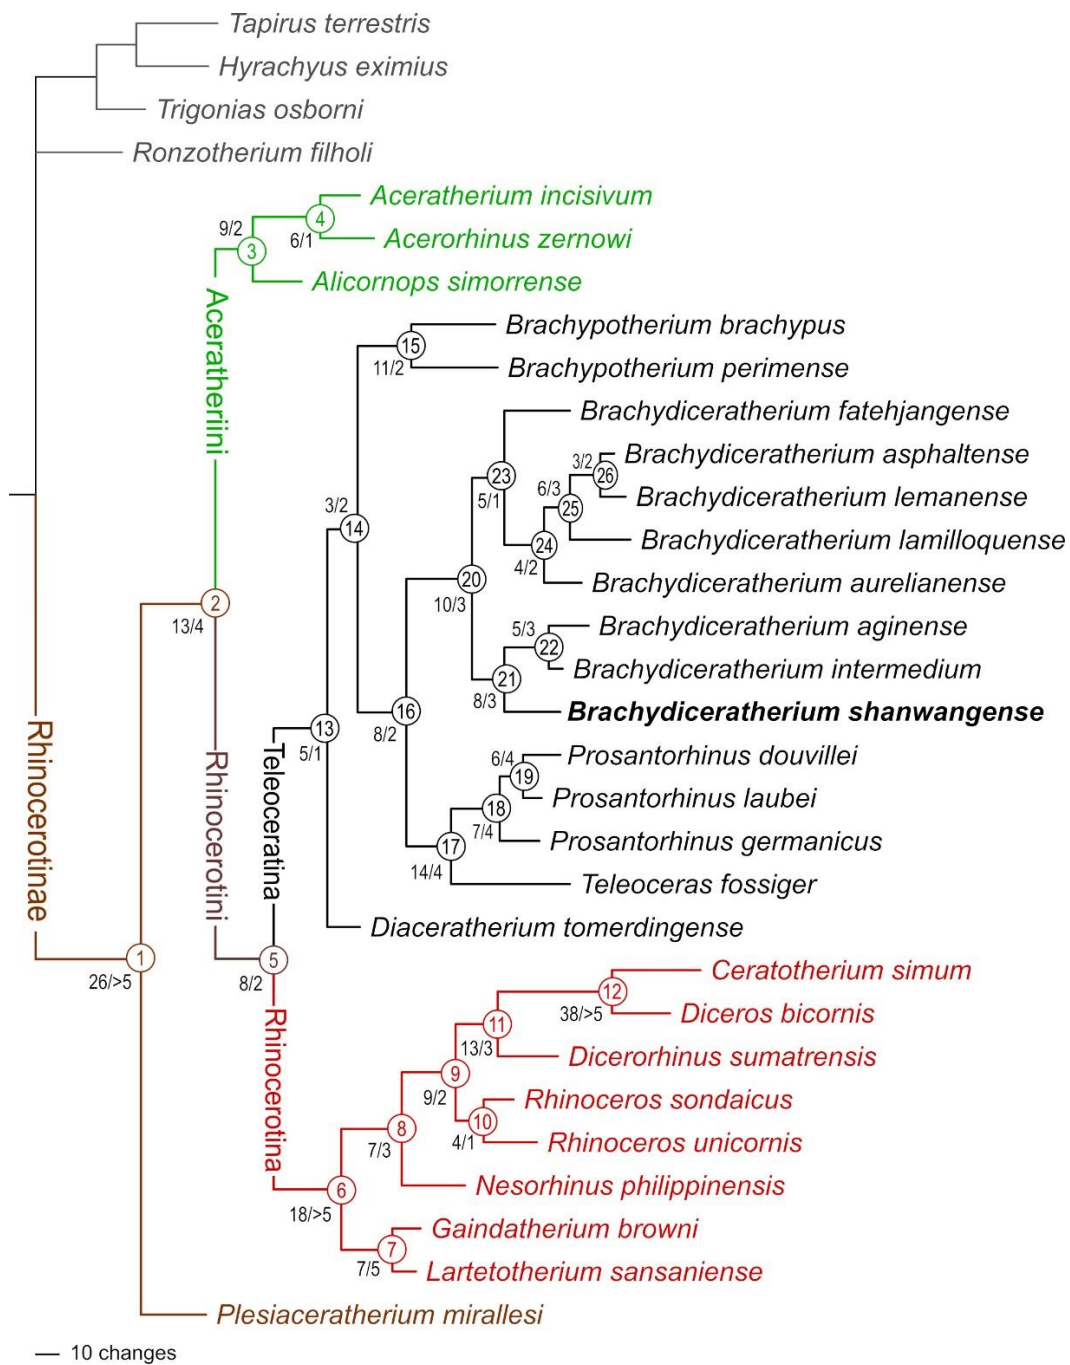 Tapirus terrestris
Hyrachyus eximius
Trigonias osborni
Ronzotherium filholi
Aceratherium incisivum
9/2
4
Acerorhinus zernowi
6/1
3
Alicornops simorrense
Aceratheriini
Brachypotherium brachypus
15
11/2
Brachypotherium perimense
Brachydiceratherium fatehjangense
Brachydiceratherium asphaltense
3/2
26
23
5/1
6/3
Brachydiceratherium lemanense
25
3/2
14
Brachydiceratherium lamilloquense
24
4/2
20
Brachydiceratherium aurelianense
10/3
2
13/4
Brachydiceratherium aginense
5/3
22
Brachydiceratherium intermedium
21
8/3
Brachydiceratherium shanwangense
16
8/2
13
5/1
Rhinocerotinae
Rhinocerotini
Teleoceratina
Prosantorhinus douvillei
6/4
19
Prosantorhinus laubei
18
7/4
Prosantorhinus germanicus
17
14/4
Teleoceras fossiger
Diaceratherium tomerdingense
1
26/>5
5
8/2
Ceratotherium simum
12
38/>5
Diceros bicornis
11
13/3
Dicerorhinus sumatrensis
Rhinocerotina
9
9/2
Rhinoceros sondaicus
10
4/1
8
7/3
Rhinoceros unicornis
Nesorhinus philippinensis
6
18/>5
Gaindatherium browni
7
7/5
Lartetotherium sansaniense
Plesiaceratherium mirallesi
10 changes